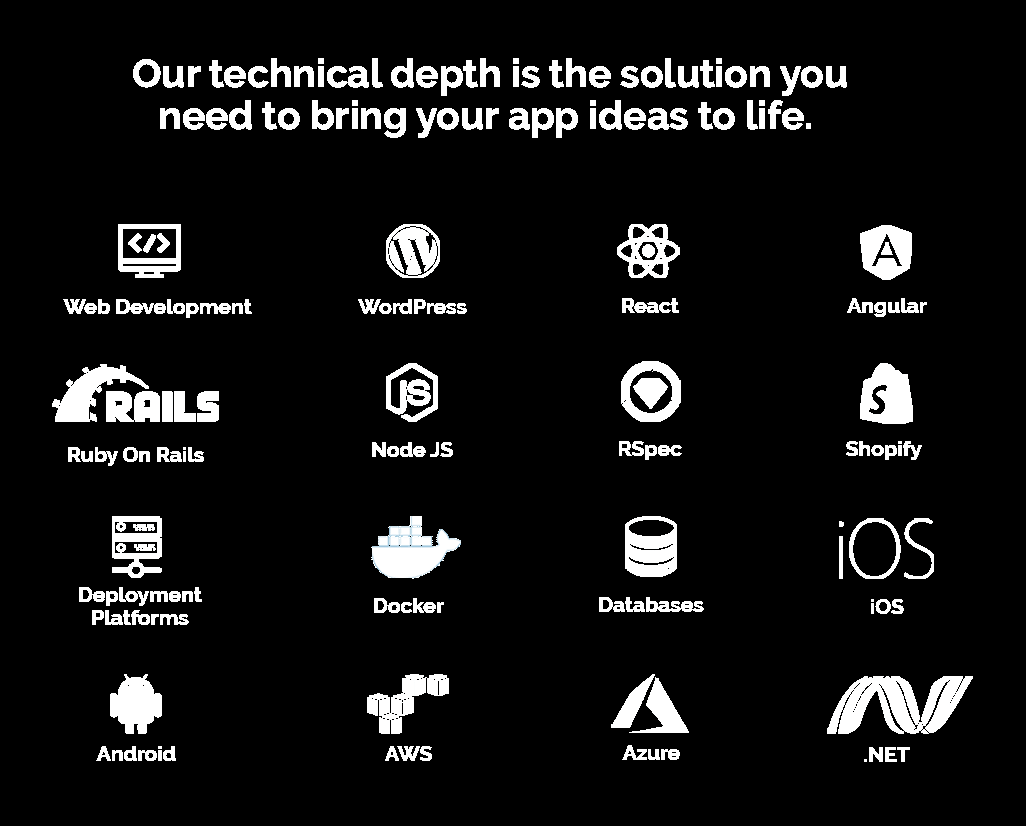 Our technical depth is the solution you
need to bring your app ideas to life.
Web Development
WordPress
React
Angular
RAILS
Ruby On Rails
JS
Node JS
RSpec
S
Shopify
Deployment
Platforms
Docker
Databases
iOS
iOS
Android
AWS
Azure
.NET